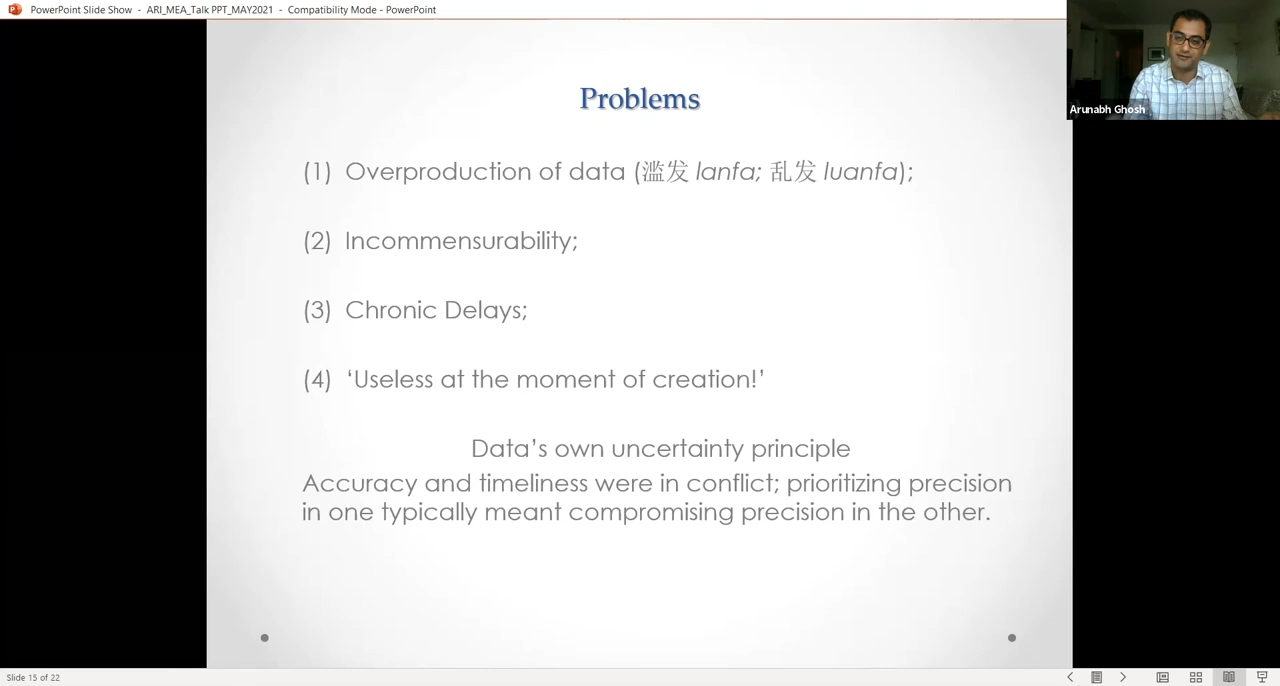 PowerPoint Slide Show - ARI_MEA_Talk PPT_MAY2021 - Compatibility Mode - PowerPoint
Arunabh Ghosh
Problems
(1) Overproduction of data (滥发 lanfa; 乱发 luanfa);
(2) Incommensurability;
(3) Chronic Delays;
(4) ‘Useless at the moment of creation!’
Data’s own uncertainty principle
Accuracy and timeliness were in conflict; prioritizing precision
in one typically meant compromising precision in the other.
Slide 15 of 22